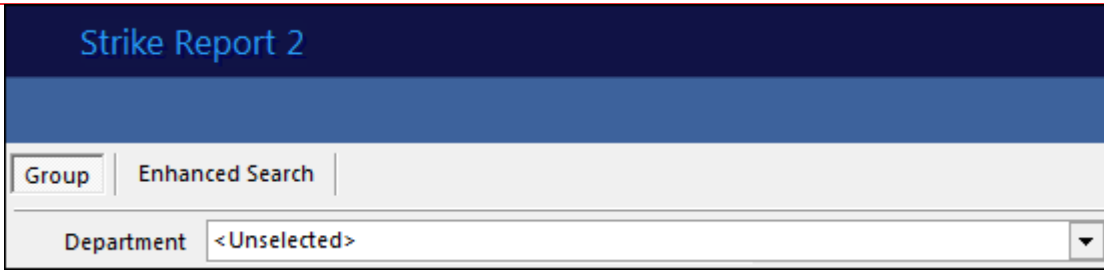 Strike Report 2
Group Enhanced Search
Department <Unselected>